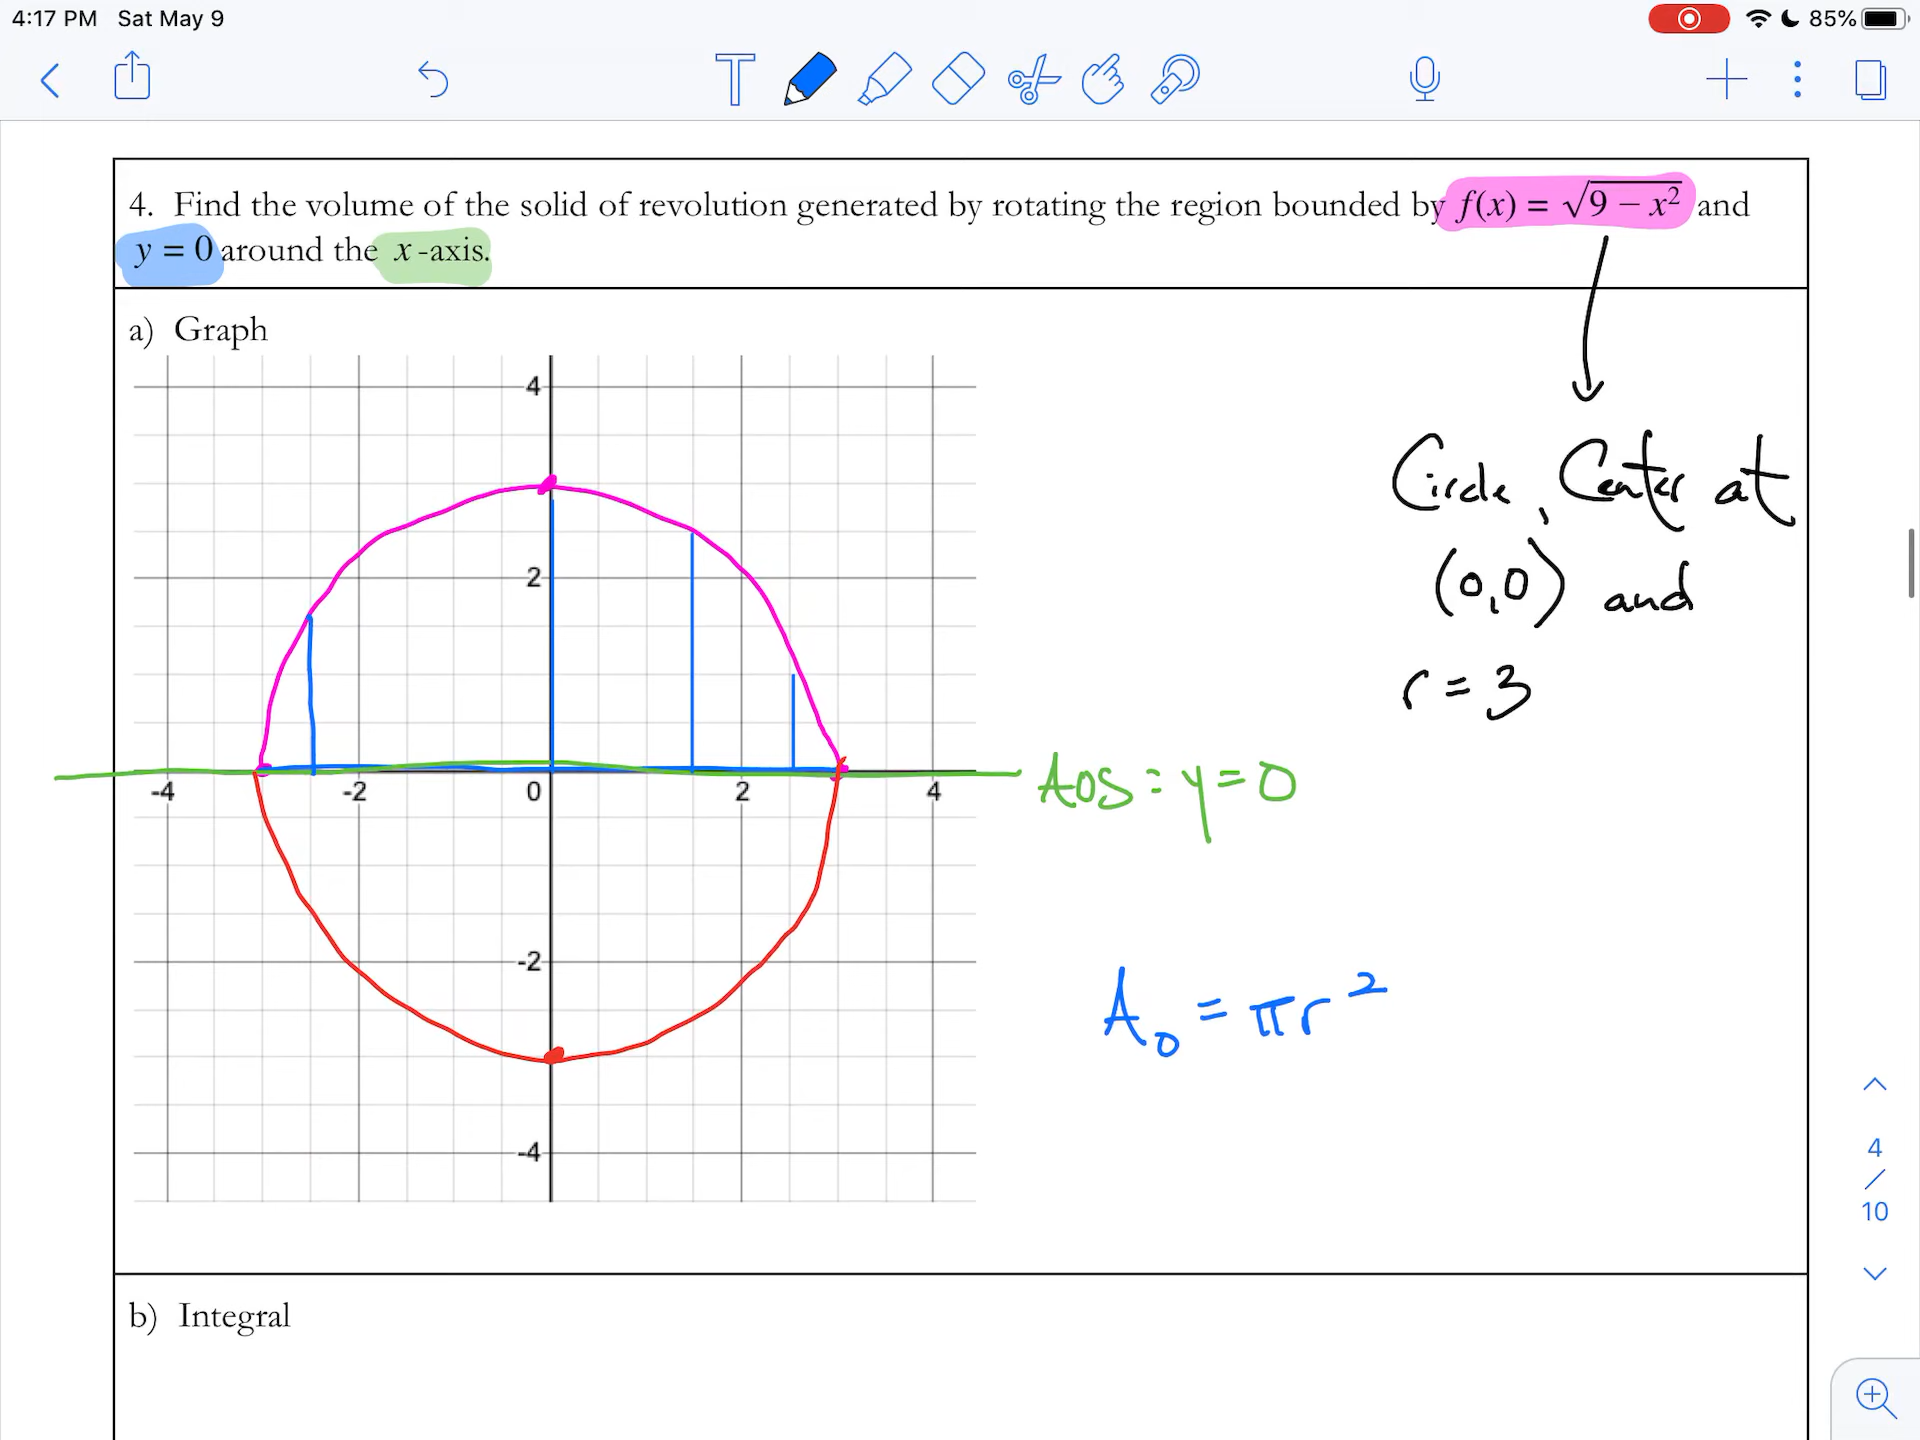 4:17 PM Sat May 9
85%
4. Find the volume of the solid of revolution generated by rotating the region bounded by f(x) = √(9 − x²) and
y = 0 around the x-axis.
a) Graph
4
2
-4 -2 0 2 4
-2
-4
Circle, Center at
(0,0) and
r = 3
AOS: y = 0
A₀ = πr²
4
/
10
b) Integral